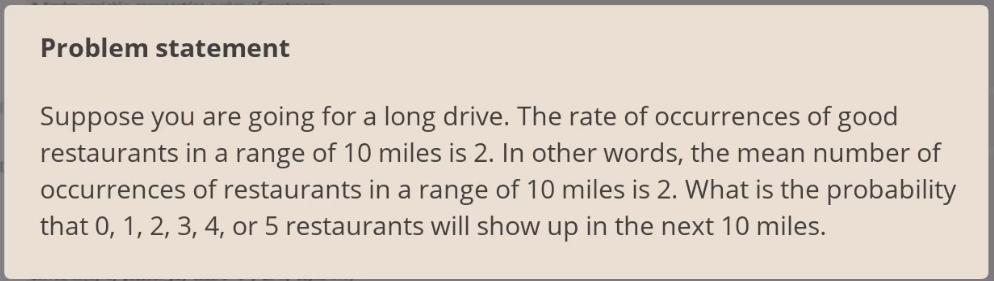 Problem statement
Suppose you are going for a long drive. The rate of occurrences of good
restaurants in a range of 10 miles is 2. In other words, the mean number of
occurrences of restaurants in a range of 10 miles is 2. What is the probability
that 0, 1, 2, 3, 4, or 5 restaurants will show up in the next 10 miles.